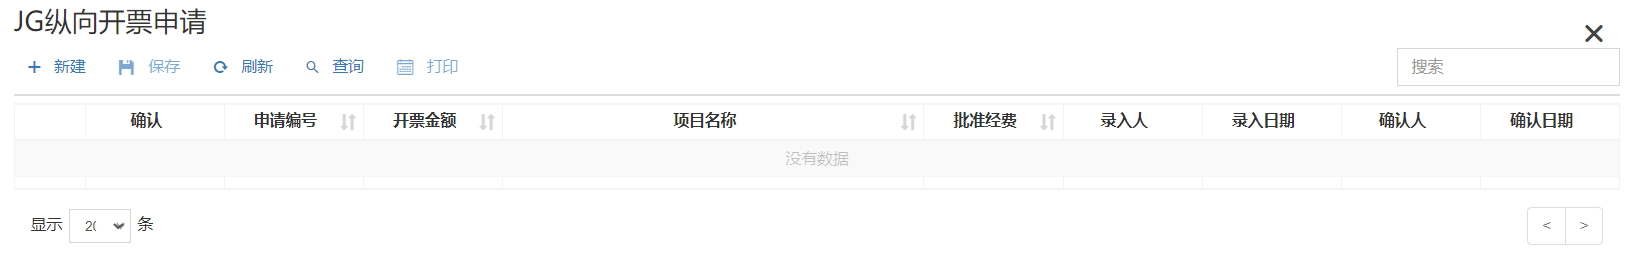 JG纵向开票申请
新建 保存 刷新 查询 打印 搜索
确认 申请编号 开票金额 项目名称 批准经费 录入人 录入日期 确认人 确认日期
没有数据
显示 20 条 < >